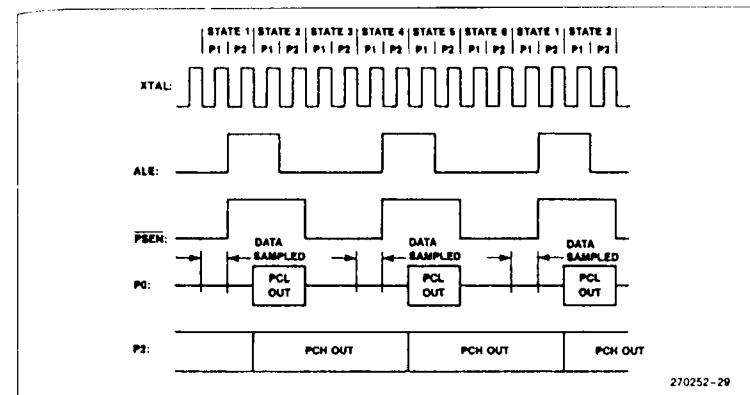 STATE 1 STATE 2 STATE 3 STATE 4 STATE 5 STATE 6 STATE 1 STATE 2
P1 P2 P1 P2 P1 P2 P1 P2 P1 P2 P1 P2 P1 P2 P1 P2
XTAL:
ALE:
PSEN:
DATA SAMPLED
DATA SAMPLED
DATA SAMPLED
P0:
PCL OUT
PCL OUT
PCL OUT
P2:
PCH OUT
PCH OUT
PCH OUT
270252-29